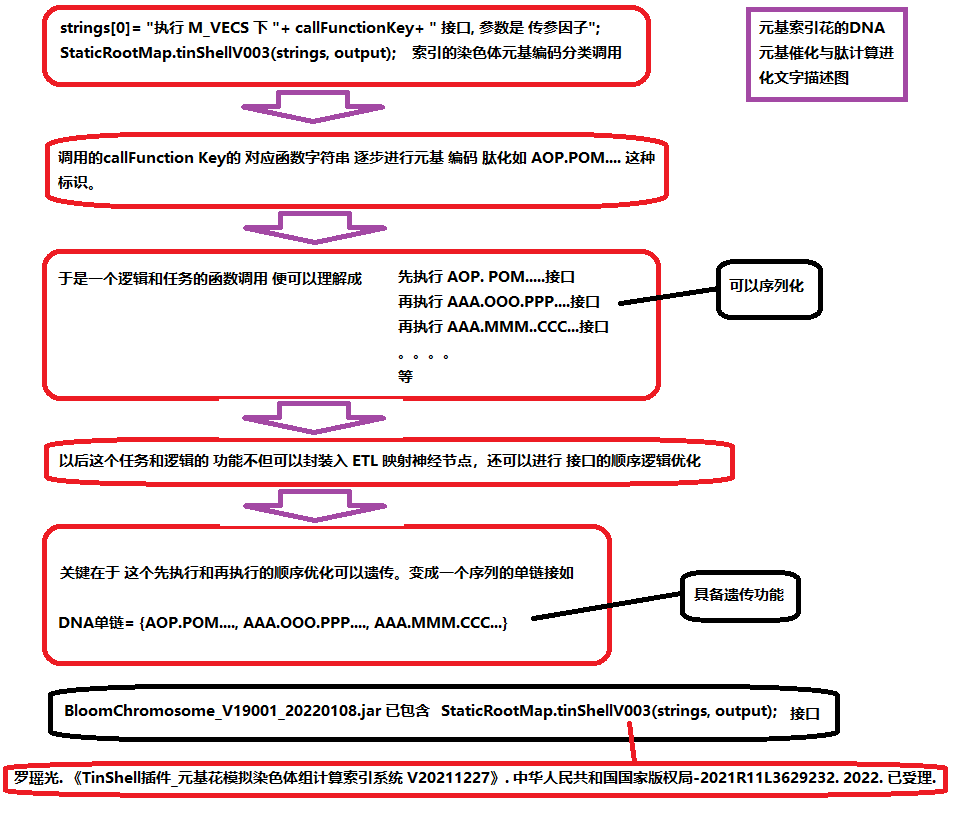 strings[0]= "执行 M_VECS 下 "+ callFunctionKey+ " 接口, 参数是 传参因子";
StaticRootMap.tinShellV003(strings, output);   索引的染色体元基编码分类调用
元基索引花的DNA
元基催化与肽计算进
化文字描述图
调用的callFunction Key的 对应函数字符串 逐步进行元基 编码 肽化如 AOP.POM.... 这种
标识。
于是一个逻辑和任务的函数调用 便可以理解成
先执行 AOP. POM.....接口
再执行 AAA.OOO.PPP....接口
再执行 AAA.MMM..CCC...接口
。。。。
等
可以序列化
以后这个任务和逻辑的 功能不但可以封装入 ETL 映射神经节点，还可以进行 接口的顺序逻辑优化
关键在于 这个先执行和再执行的顺序优化可以遗传。变成一个序列的单链接如
DNA单链= {AOP.POM...., AAA.OOO.PPP...., AAA.MMM.CCC...}
具备遗传功能
BloomChromosome_V19001_20220108.jar 已包含  StaticRootMap.tinShellV003(strings, output);  接口
罗瑶光. 《TinShell插件_元基花模拟染色体组计算索引系统 V20211227》. 中华人民共和国国家版权局-2021R11L3629232. 2022. 已受理.